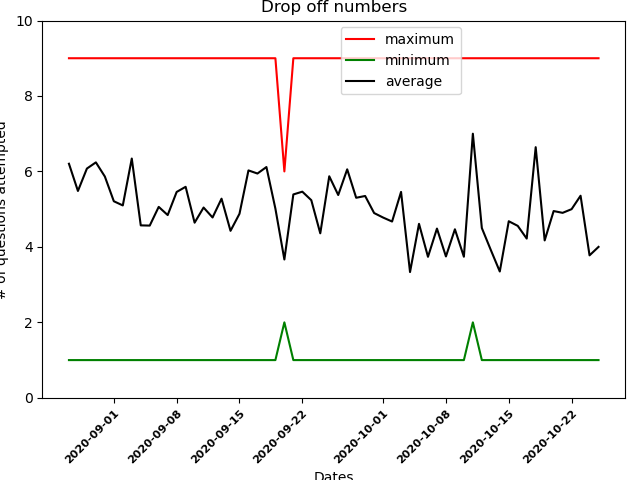 Drop off numbers
10
8
6
4
2
0
# of questions attempted
maximum
minimum
average
2020-09-01
2020-09-08
2020-09-15
2020-09-22
2020-10-01
2020-10-08
2020-10-15
2020-10-22
Dates